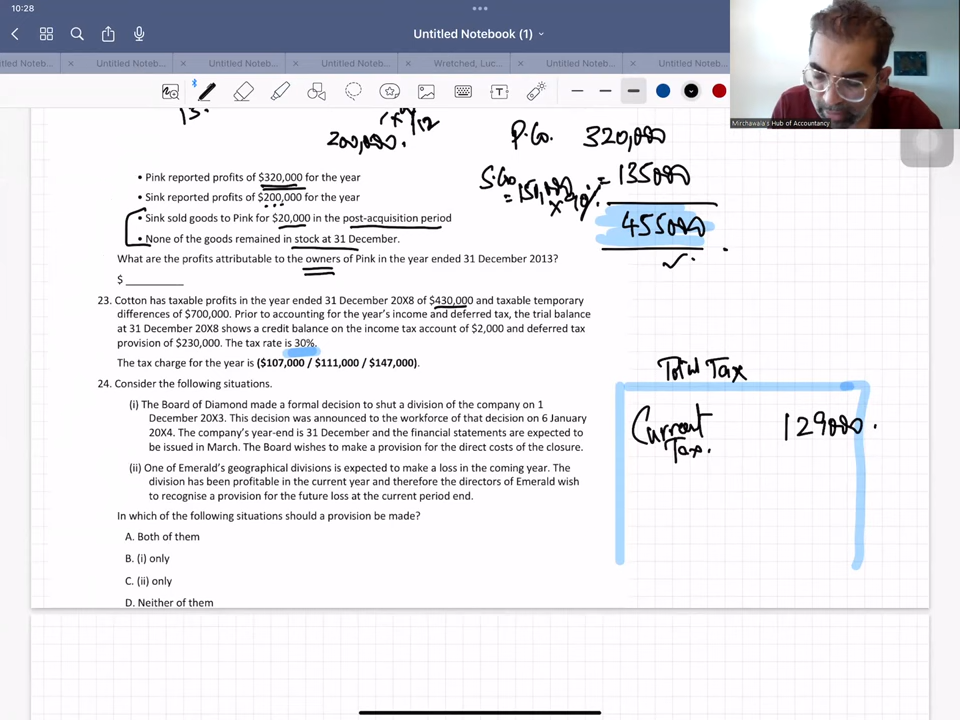 10:28
Untitled Notebook (1)
Untitled Noteb...
Untitled Noteb...
Untitled Noteb...
Wretched, Luc...
Untitled Noteb...
Untitled Noteb...
Mirchawala's Hub of Accountancy
200,000.
P.Co. 320,000
• Pink reported profits of $320,000 for the year
• Sink reported profits of $200,000 for the year
• Sink sold goods to Pink for $20,000 in the post-acquisition period
• None of the goods remained in stock at 31 December.
S.Co = 135000
= 150,000 x 90%
455000
What are the profits attributable to the owners of Pink in the year ended 31 December 2013?
$ ________
23. Cotton has taxable profits in the year ended 31 December 20X8 of $430,000 and taxable temporary
differences of $700,000. Prior to accounting for the year's income and deferred tax, the trial balance
at 31 December 20X8 shows a credit balance on the income tax account of $2,000 and deferred tax
provision of $230,000. The tax rate is 30%.
The tax charge for the year is ($107,000 / $111,000 / $147,000).
24. Consider the following situations.
(i) The Board of Diamond made a formal decision to shut a division of the company on 1
December 20X3. This decision was announced to the workforce of that decision on 6 January
20X4. The company's year-end is 31 December and the financial statements are expected to
be issued in March. The Board wishes to make a provision for the direct costs of the closure.
(ii) One of Emerald's geographical divisions is expected to make a loss in the coming year. The
division has been profitable in the current year and therefore the directors of Emerald wish
to recognise a provision for the future loss at the current period end.
In which of the following situations should a provision be made?
A. Both of them
B. (i) only
C. (ii) only
D. Neither of them
Total Tax
Current Tax. 129000.